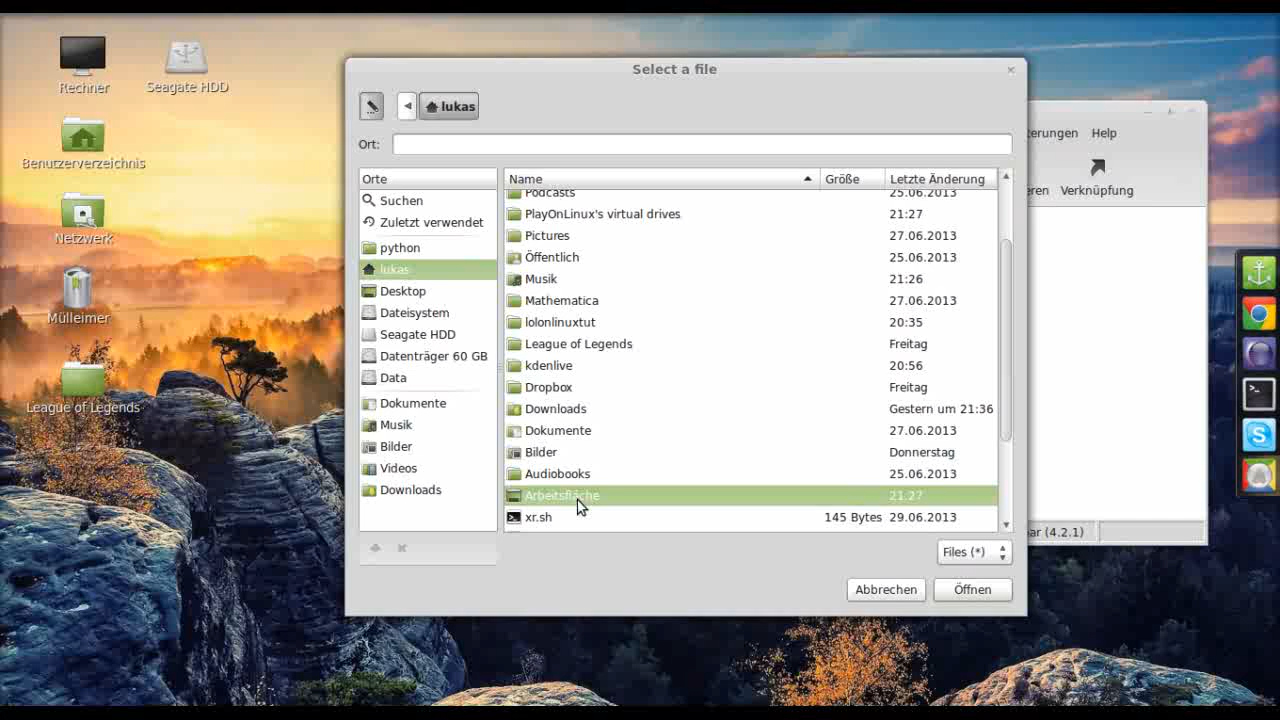 Rechner
Seagate HDD
Benutzerverzeichnis
Netzwerk
Mülleimer
League of Legends
Select a file
lukas
Ort:
Orte
Suchen
Zuletzt verwendet
python
lukas
Desktop
Dateisystem
Seagate HDD
Datenträger 60 GB
Data
Dokumente
Musik
Bilder
Videos
Downloads
Name Größe Letzte Änderung
Podcasts 25.06.2013
PlayOnLinux's virtual drives 21:27
Pictures 27.06.2013
Öffentlich 25.06.2013
Musik 21:26
Mathematica 27.06.2013
lolonlinuxtut 20:35
League of Legends Freitag
kdenlive 20:56
Dropbox Freitag
Downloads Gestern um 21:36
Dokumente 27.06.2013
Bilder Donnerstag
Audiobooks 25.06.2013
Arbeitsfläche 21:27
xr.sh 145 Bytes 29.06.2013
Files (*)
Abbrechen Öffnen
terungen Help
eren Verknüpfung
ar (4.2.1)